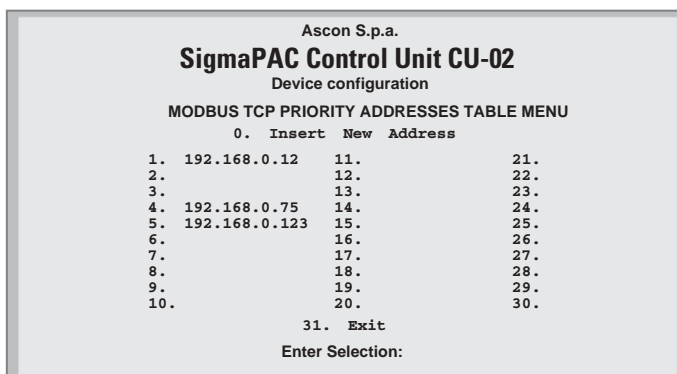 Ascon S.p.a.
SigmaPAC Control Unit CU-02
Device configuration
MODBUS TCP PRIORITY ADDRESSES TABLE MENU
0. Insert New Address
1. 192.168.0.12 11. 21.
2. 12. 22.
3. 13. 23.
4. 192.168.0.75 14. 24.
5. 192.168.0.123 15. 25.
6. 16. 26.
7. 17. 27.
8. 18. 28.
9. 19. 29.
10. 20. 30.
31. Exit
Enter Selection: